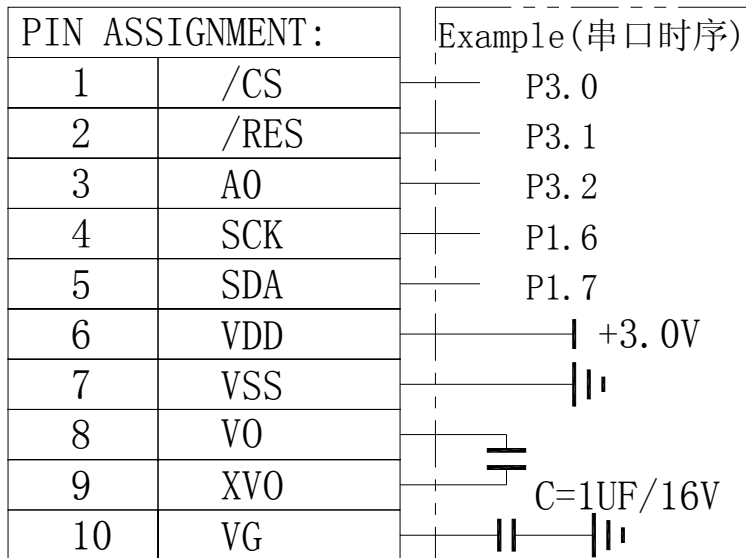 PIN ASSIGNMENT: Example(串口时序)
1 /CS P3.0
2 /RES P3.1
3 A0 P3.2
4 SCK P1.6
5 SDA P1.7
6 VDD +3.0V
7 VSS
8 V0
9 XV0 C=1UF/16V
10 VG